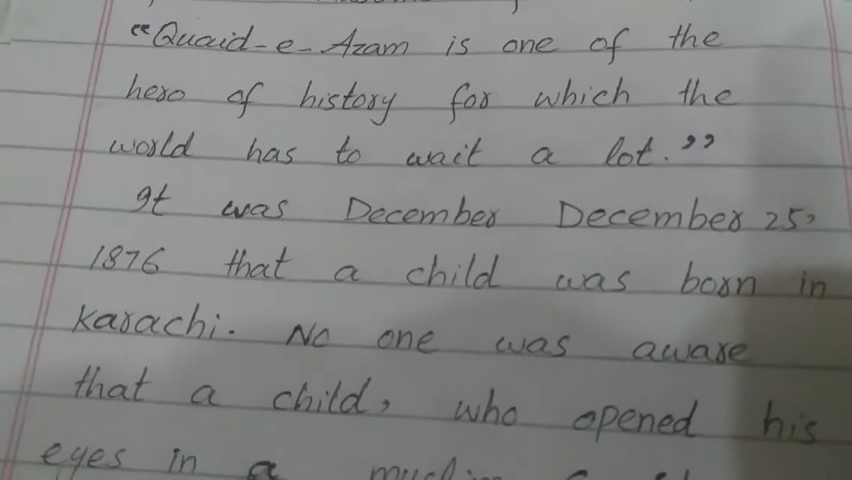 “Quaid-e-Azam is one of the
hero of history for which the
world has to wait a lot.”
It was December December 25,
1876 that a child was born in
Karachi. No one was aware
that a child, who opened his
eyes in a